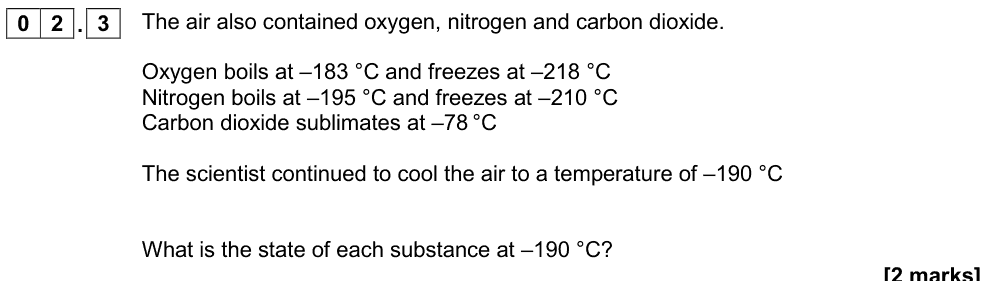 0 2 . 3 The air also contained oxygen, nitrogen and carbon dioxide.
Oxygen boils at –183 °C and freezes at –218 °C
Nitrogen boils at –195 °C and freezes at –210 °C
Carbon dioxide sublimates at –78 °C
The scientist continued to cool the air to a temperature of –190 °C
What is the state of each substance at –190 °C?
[2 marks]